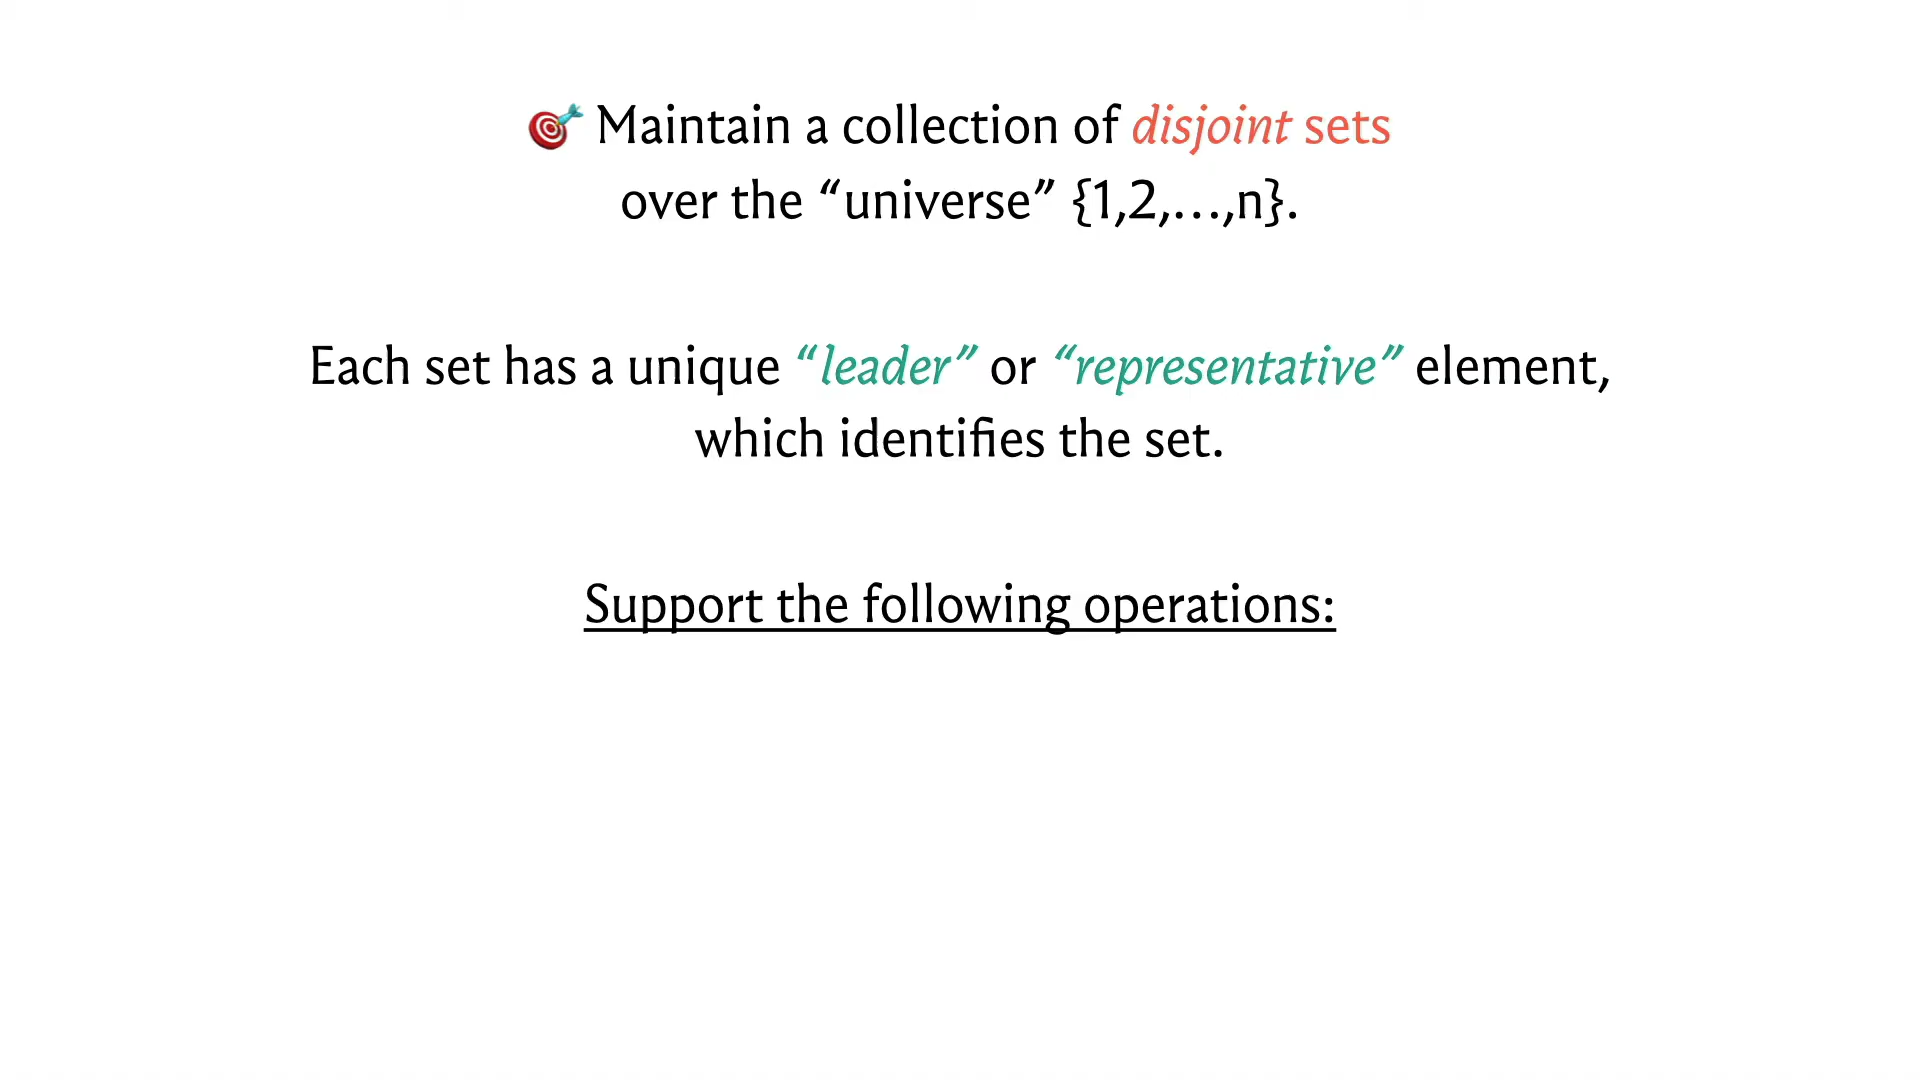 🎯 Maintain a collection of disjoint sets
over the “universe” {1,2,…,n}.
Each set has a unique “leader” or “representative” element,
which identifies the set.
Support the following operations: